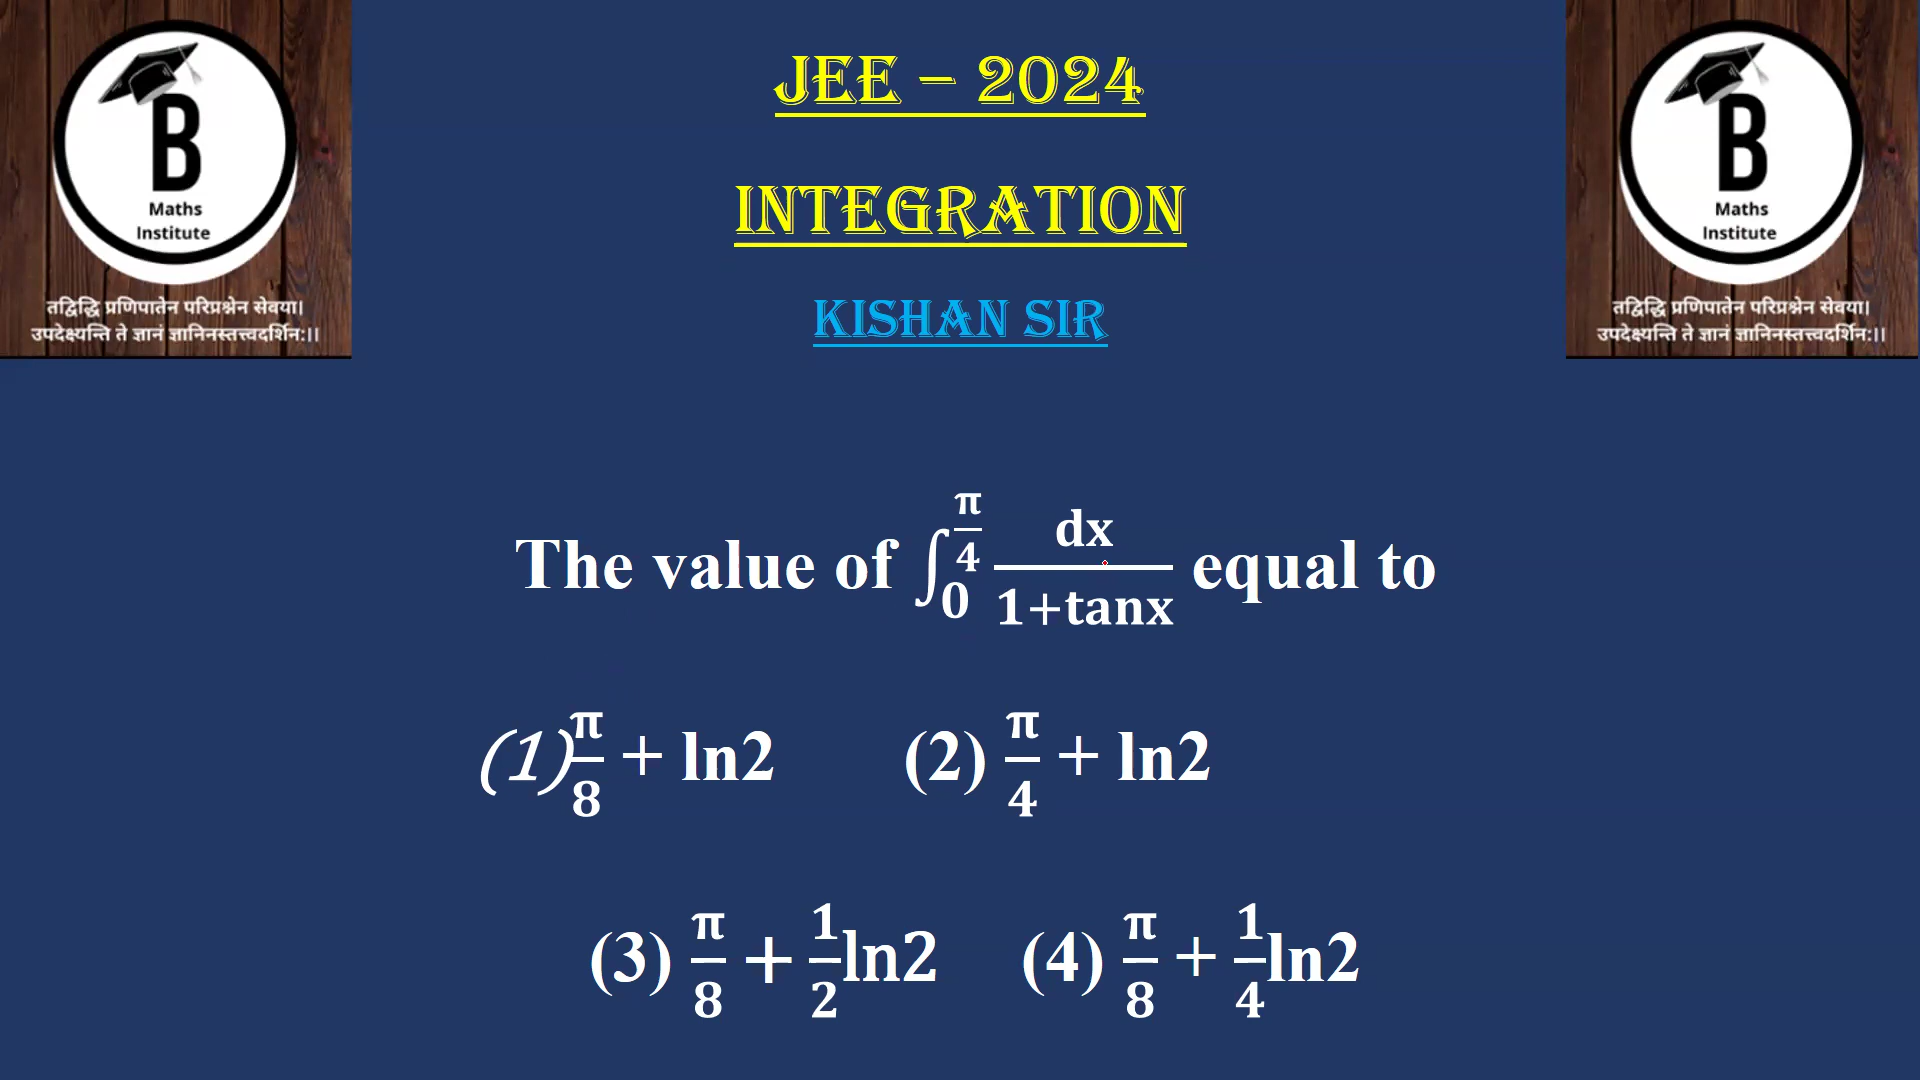 B
Maths
Institute
तद्विद्धि प्रणिपातेन परिप्रश्नेन सेवया।
उपदेक्ष्यन्ति ते ज्ञानं ज्ञानिनस्तत्त्वदर्शिन:।।
JEE – 2024
INTEGRATION
KISHAN SIR
B
Maths
Institute
तद्विद्धि प्रणिपातेन परिप्रश्नेन सेवया।
उपदेक्ष्यन्ति ते ज्ञानं ज्ञानिनस्तत्त्वदर्शिन:।।
The value of ∫₀^(π/4) dx/(1+tanx) equal to
(1) π/8 + ln2 (2) π/4 + ln2
(3) π/8 + 1/2 ln2 (4) π/8 + 1/4 ln2